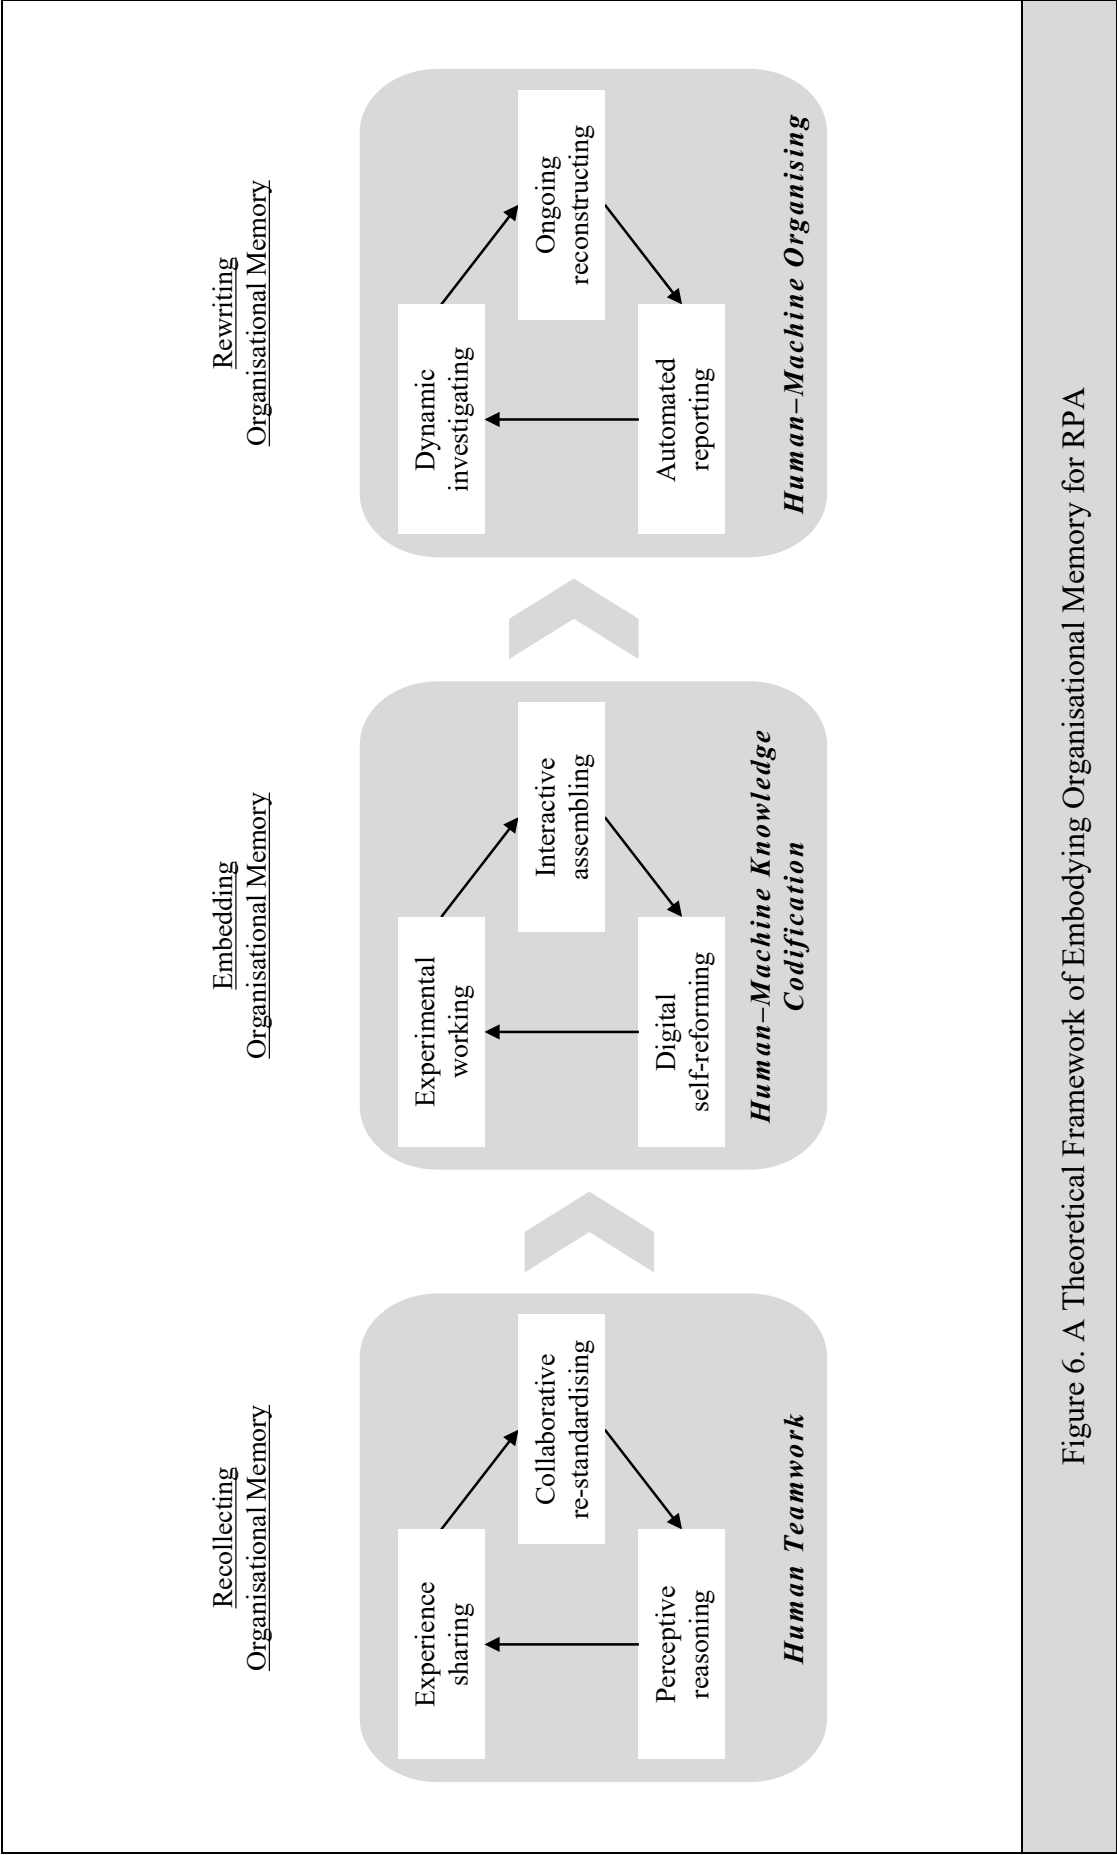 Recollecting
Organisational Memory
Experience
sharing
Collaborative
re-standardising
Perceptive
reasoning
Human Teamwork
Embedding
Organisational Memory
Experimental
working
Interactive
assembling
Digital
self-reforming
Human–Machine Knowledge
Codification
Rewriting
Organisational Memory
Dynamic
investigating
Ongoing
reconstructing
Automated
reporting
Human–Machine Organising
Figure 6. A Theoretical Framework of Embodying Organisational Memory for RPA